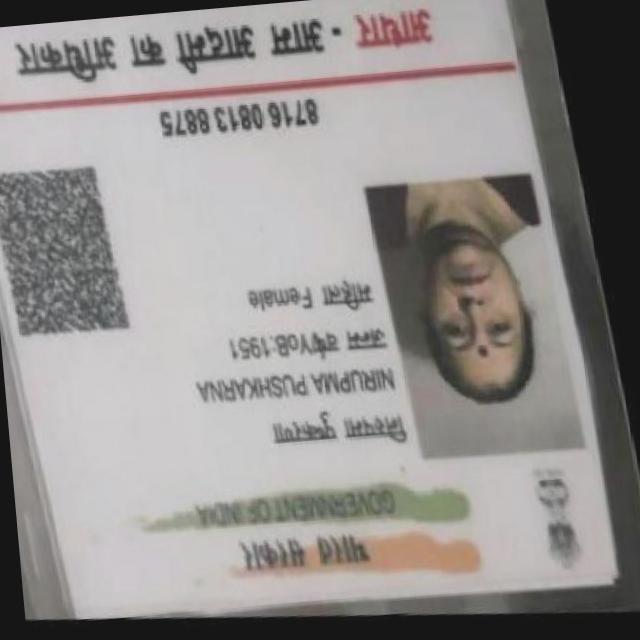 भारत सरकार
GOVERNMENT OF INDIA
निरुपमा पुष्करणा
NIRUPMA PUSHKARNA
जन्म वर्ष/YoB:1951
महिला Female
8716 0813 8875
आधार - आम आदमी का अधिकार